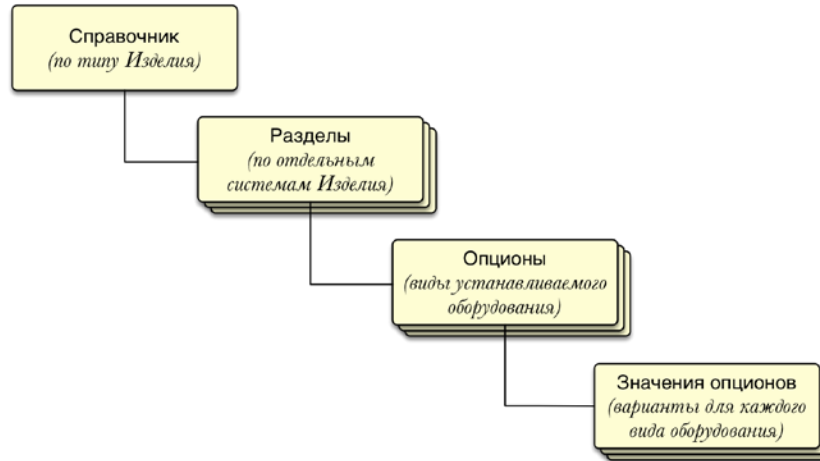 Справочник
(по типу Изделия)
Разделы
(по отдельным
системам Изделия)
Опционы
(виды устанавливаемого
оборудования)
Значения опционов
(варианты для каждого
вида оборудования)